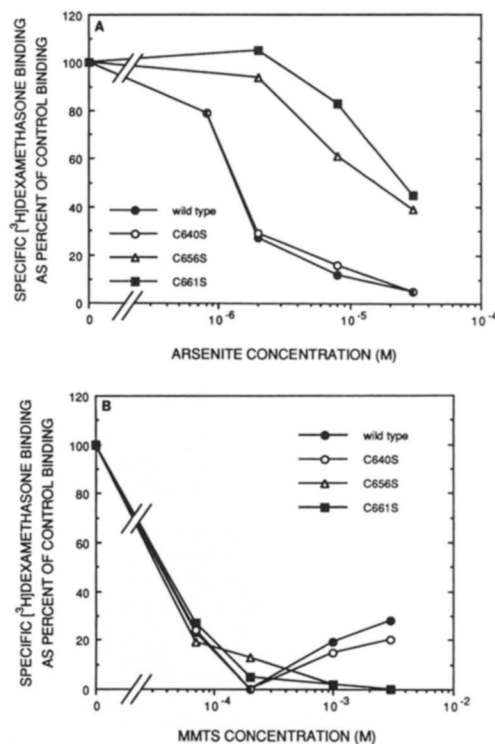 A
SPECIFIC [³H]DEXAMETHASONE BINDING
AS PERCENT OF CONTROL BINDING
120
100
80
60
40
20
0
wild type
C640S
C656S
C661S
0
10⁻⁶
10⁻⁵
10⁻⁴
ARSENITE CONCENTRATION (M)
B
SPECIFIC [³H]DEXAMETHASONE BINDING
AS PERCENT OF CONTROL BINDING
120
100
80
60
40
20
0
wild type
C640S
C656S
C661S
0
10⁻⁴
10⁻³
10⁻²
MMTS CONCENTRATION (M)